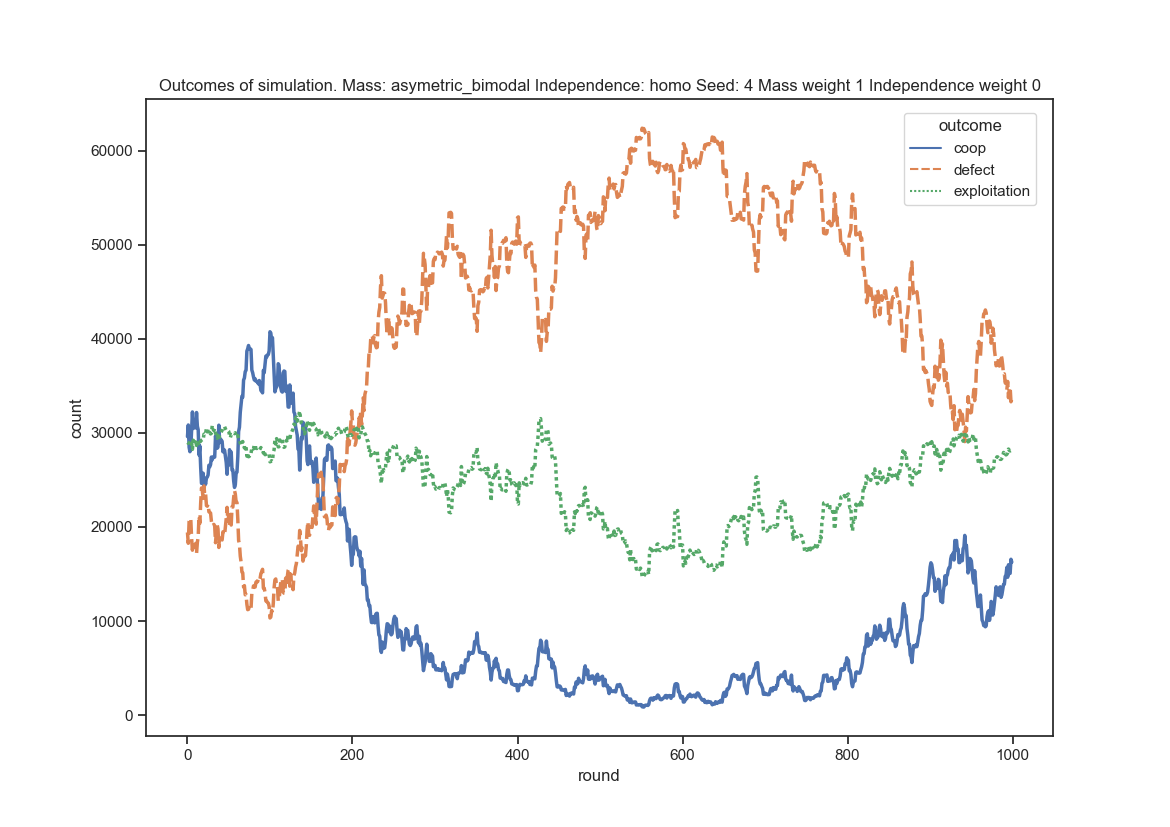 Outcomes of simulation. Mass: asymetric_bimodal Independence: homo Seed: 4 Mass weight 1 Independence weight 0
outcome
coop
defect
exploitation
60000
50000
40000
30000
20000
10000
0
count
0 200 400 600 800 1000
round